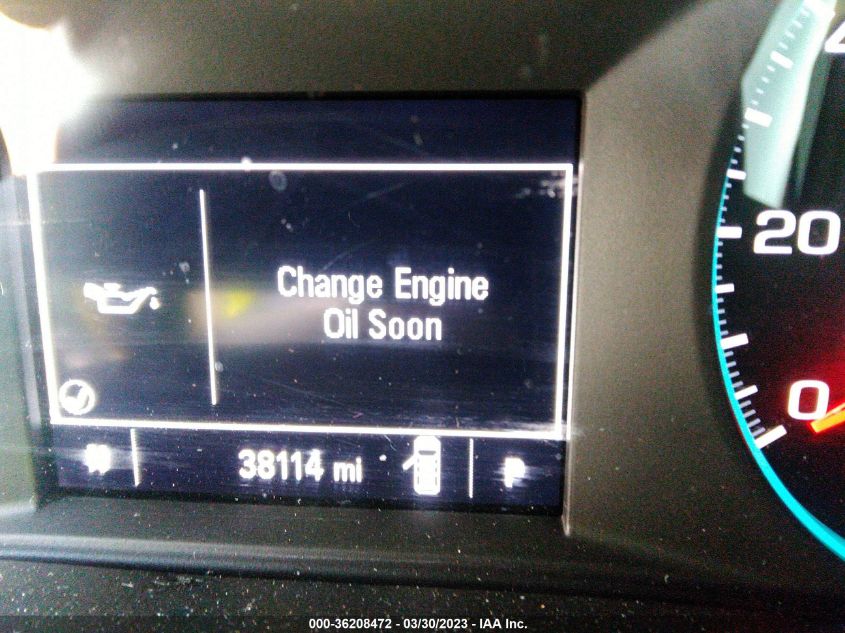 Change Engine
Oil Soon
W
38114 mi
P
20
0
000-36208472 - 03/30/2023 - IAA Inc.